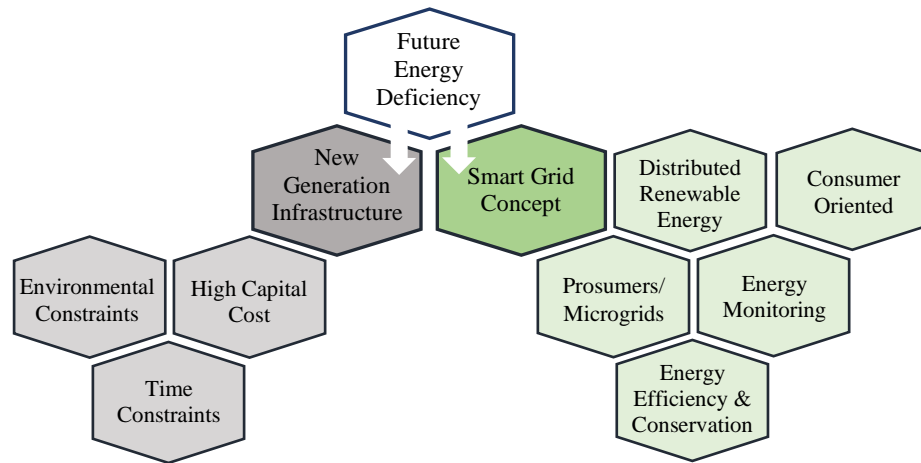 Future
Energy
Deficiency
New
Generation
Infrastructure
Smart Grid
Concept
Distributed
Renewable
Energy
Consumer
Oriented
Environmental
Constraints
High Capital
Cost
Prosumers/
Microgrids
Energy
Monitoring
Time
Constraints
Energy
Efficiency &
Conservation